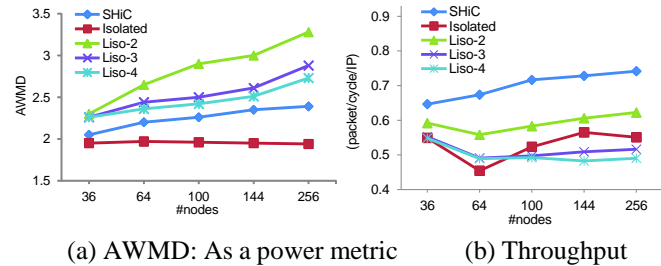 SHiC
Isolated
Liso-2
Liso-3
Liso-4
AWMD
3.5
3
2.5
2
1.5
36 64 100 144 256
#nodes
(a) AWMD: As a power metric
SHiC
Isolated
Liso-2
Liso-3
Liso-4
(packet/cycle/IP)
0.9
0.8
0.7
0.6
0.5
0.4
36 64 100 144 256
#nodes
(b) Throughput